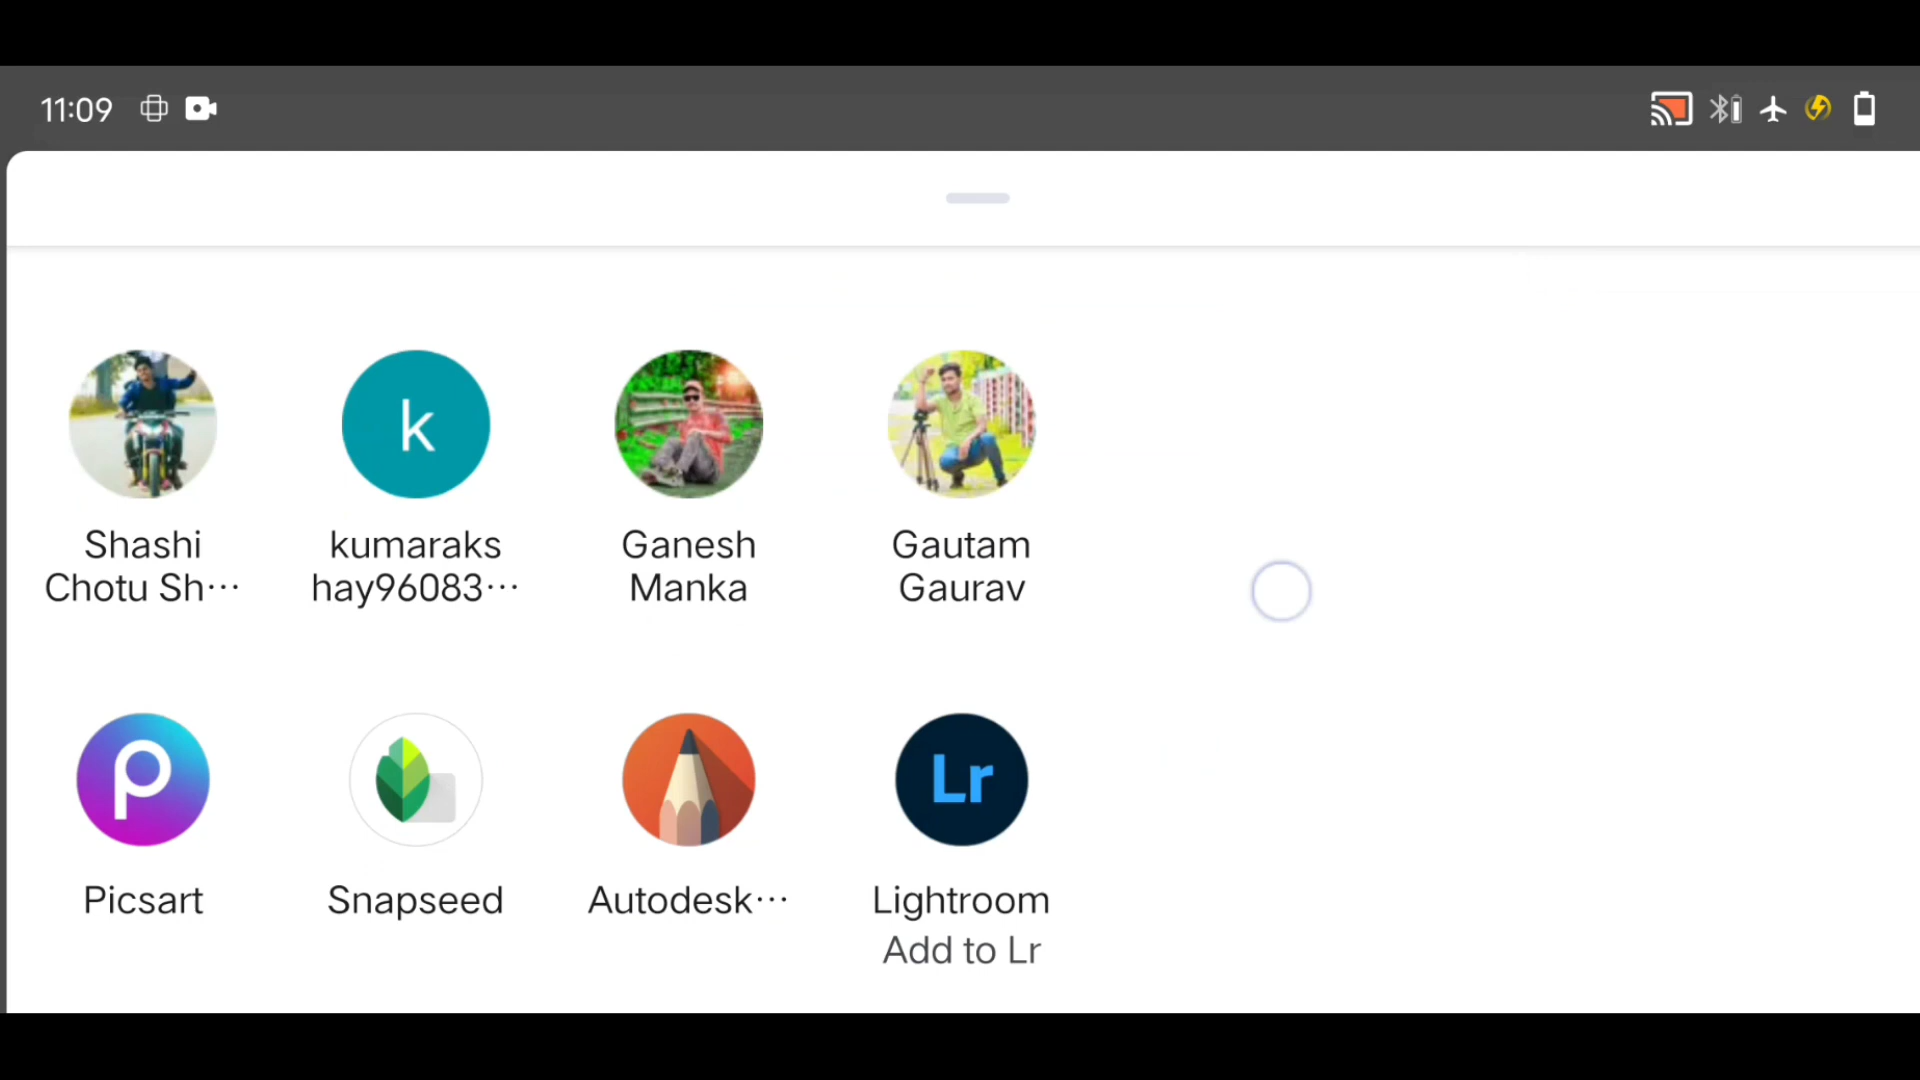 11:09
Shashi
Chotu Sh···
k
kumaraks
hay96083···
Ganesh
Manka
Gautam
Gaurav
Picsart
Snapseed
Autodesk···
Lr
Lightroom
Add to Lr